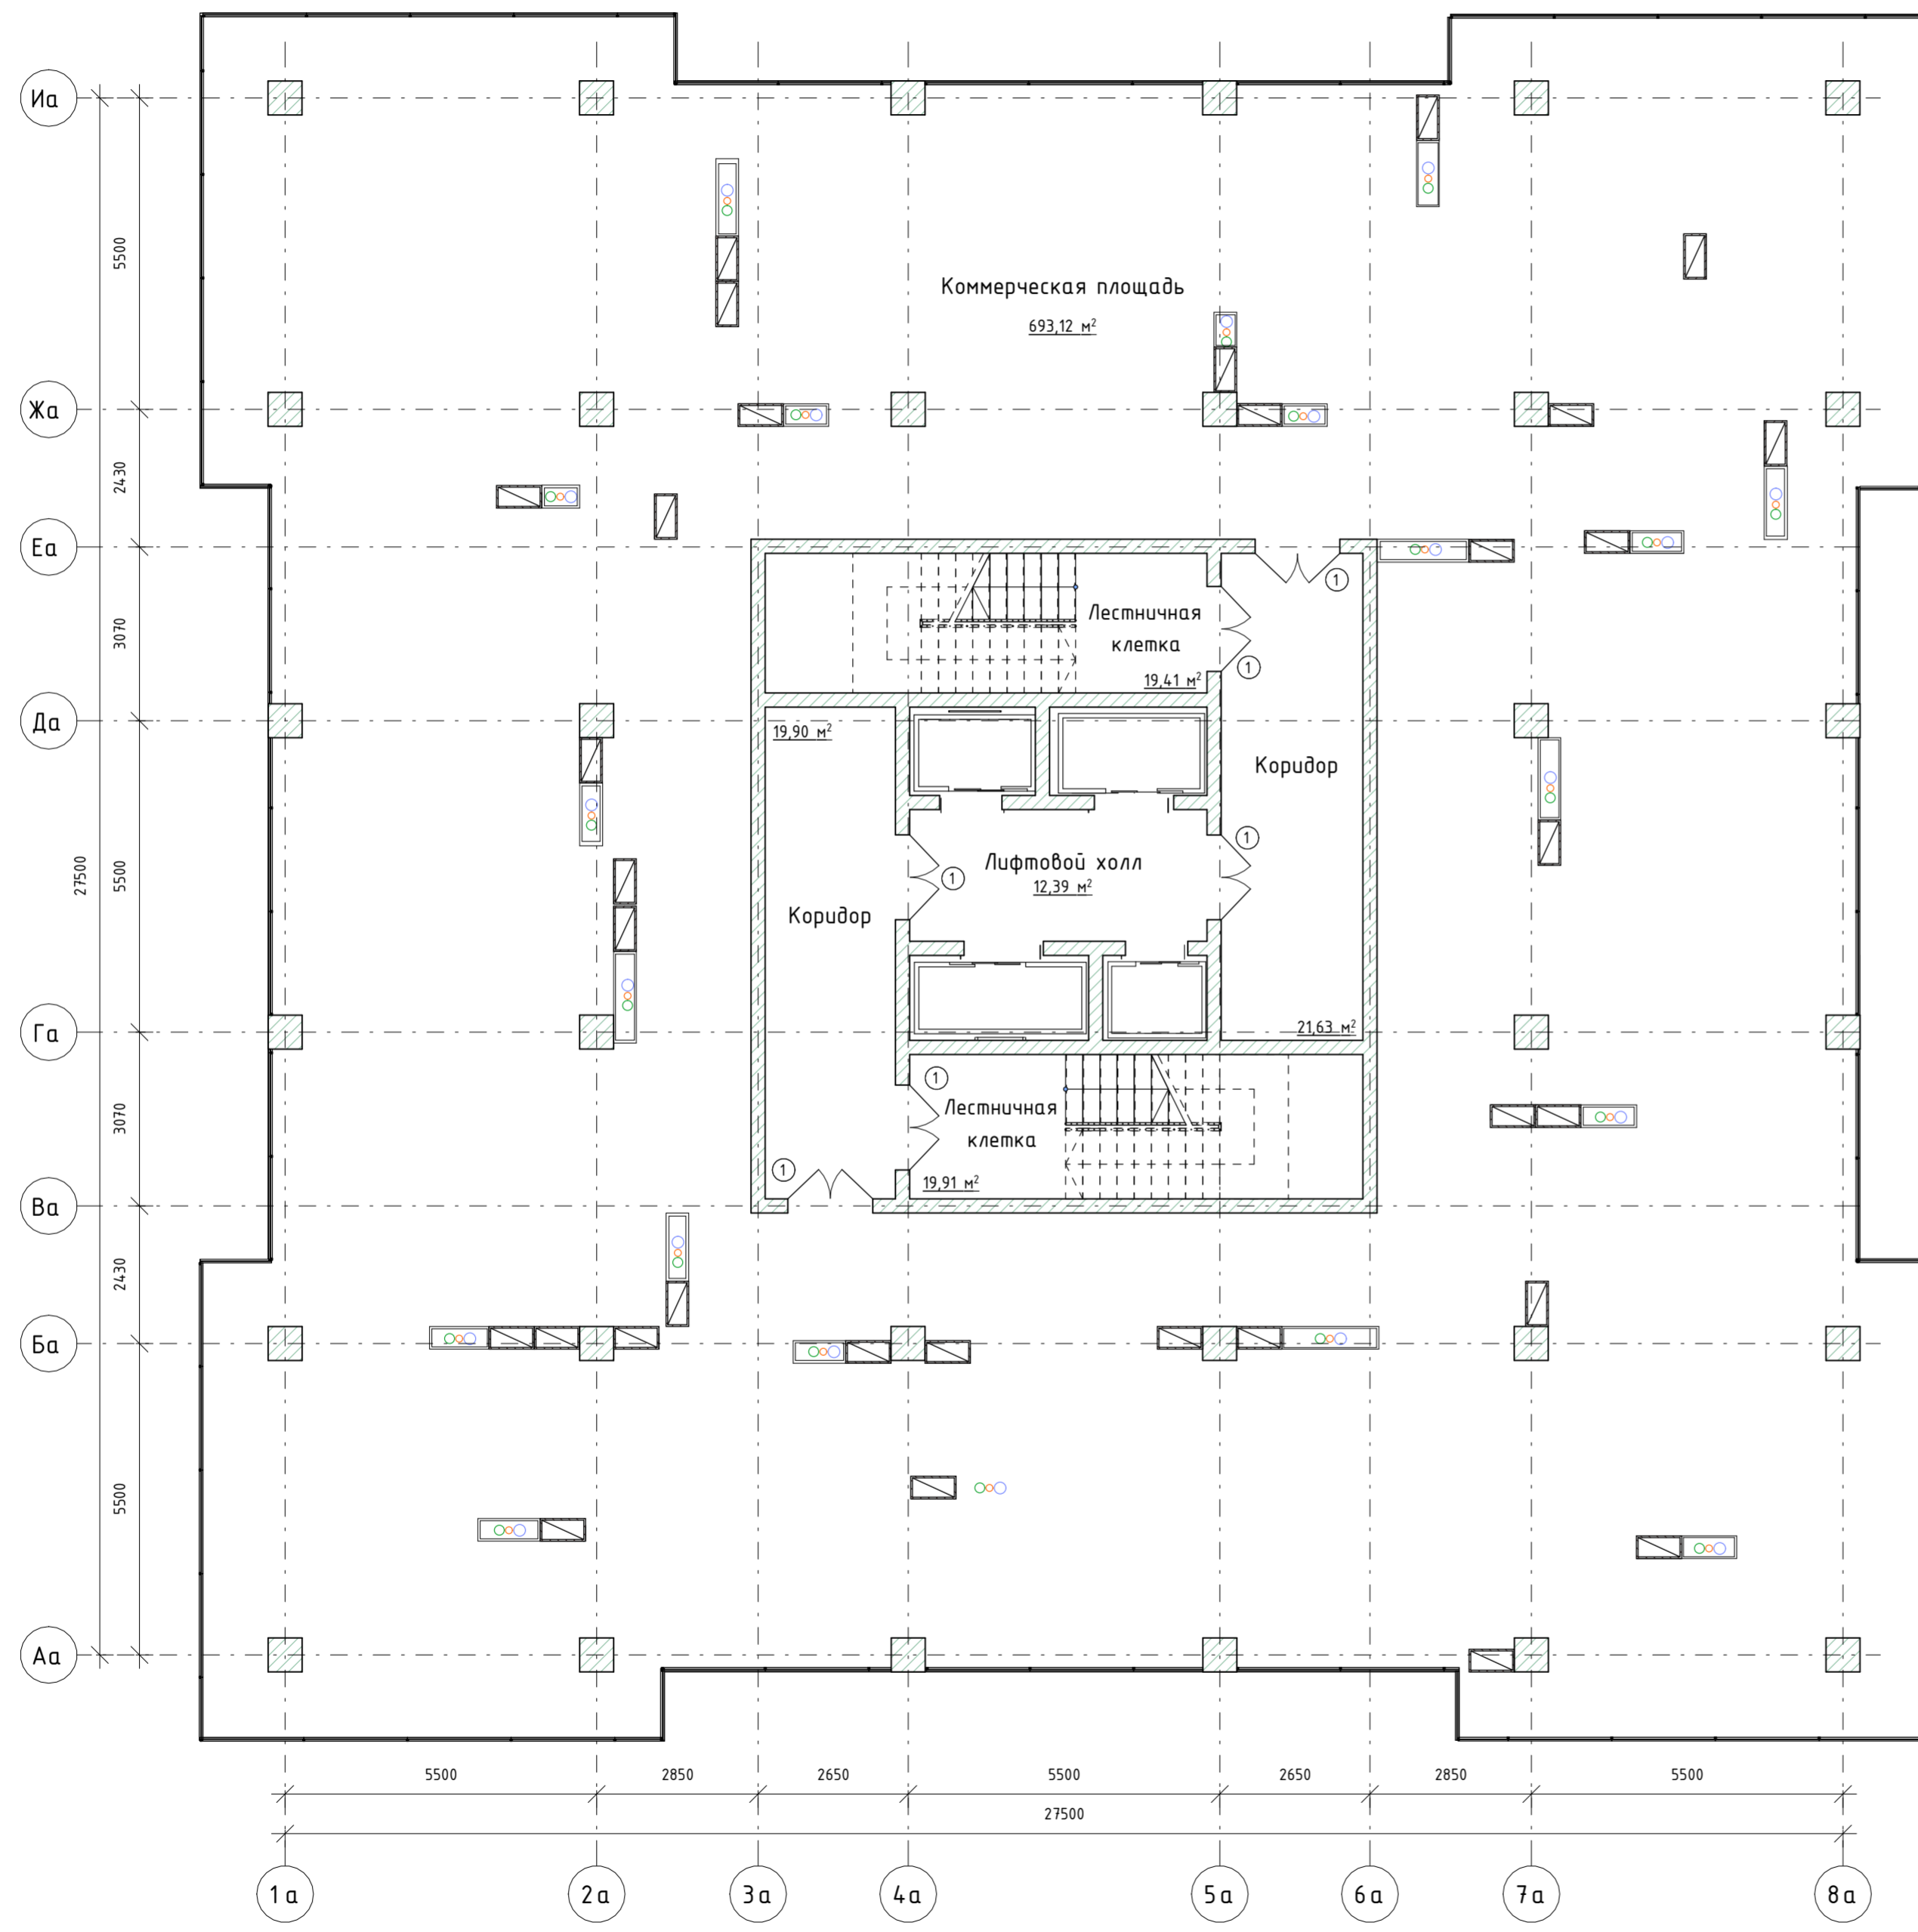 Иа
5500
Коммерческая площадь
693,12 м²
Жа
2430
Еа
1
3070
Лестничная
клетка
1
19,41 м²
Да
19,90 м²
Коридор
1
27500
5500
Лифтовой холл
12,39 м²
1
Коридор
Га
21,63 м²
1
3070
Лестничная
клетка
1
19,91 м²
Ва
2430
Ба
5500
Аа
5500
2850
2650
5500
2650
2850
5500
27500
1а
2а
3а
4а
5а
6а
7а
8а